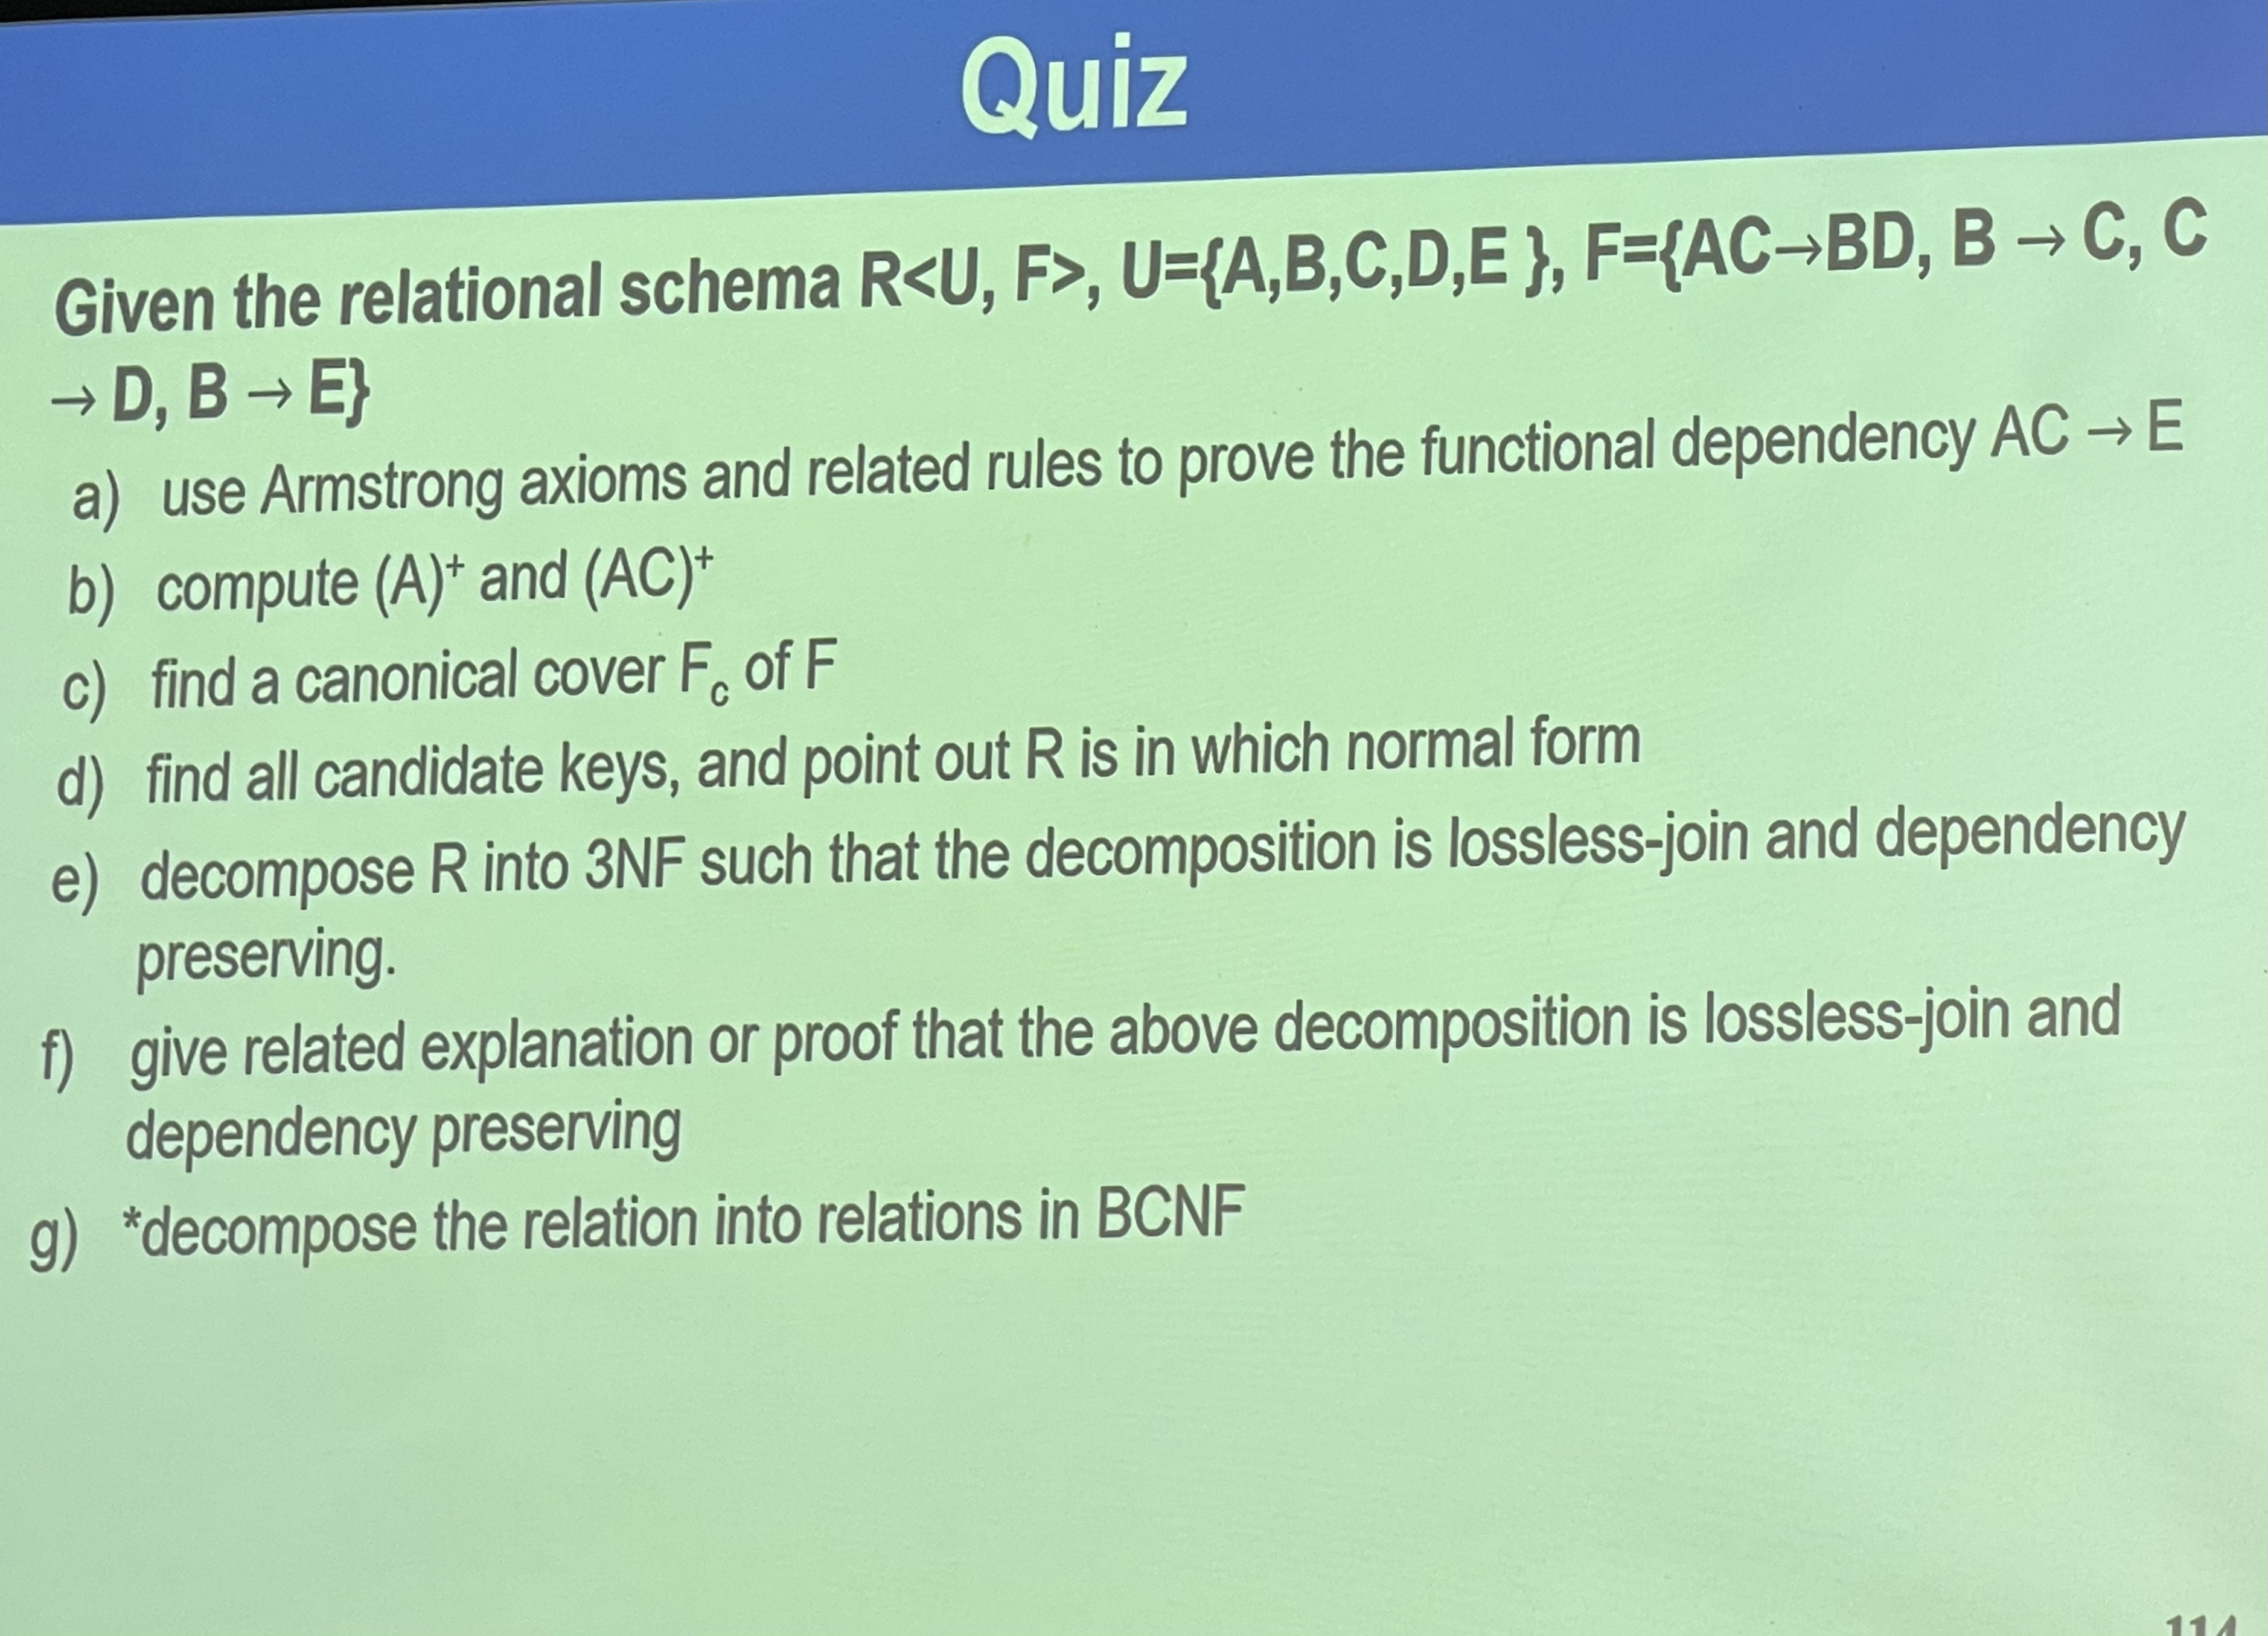 Quiz
Given the relational schema R<U, F>, U={A,B,C,D,E }, F={AC→BD, B → C, C
→ D, B → E}
a) use Armstrong axioms and related rules to prove the functional dependency AC → E
b) compute (A)⁺ and (AC)⁺
c) find a canonical cover F꜀ of F
d) find all candidate keys, and point out R is in which normal form
e) decompose R into 3NF such that the decomposition is lossless-join and dependency
preserving.
f) give related explanation or proof that the above decomposition is lossless-join and
dependency preserving
g) *decompose the relation into relations in BCNF
114